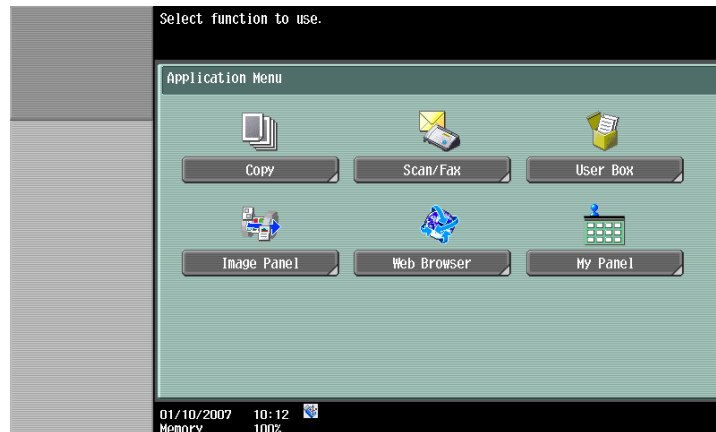 Select function to use.
Application Menu
Copy Scan/Fax User Box
Image Panel Web Browser My Panel
01/10/2007 10:12
Memory 100%